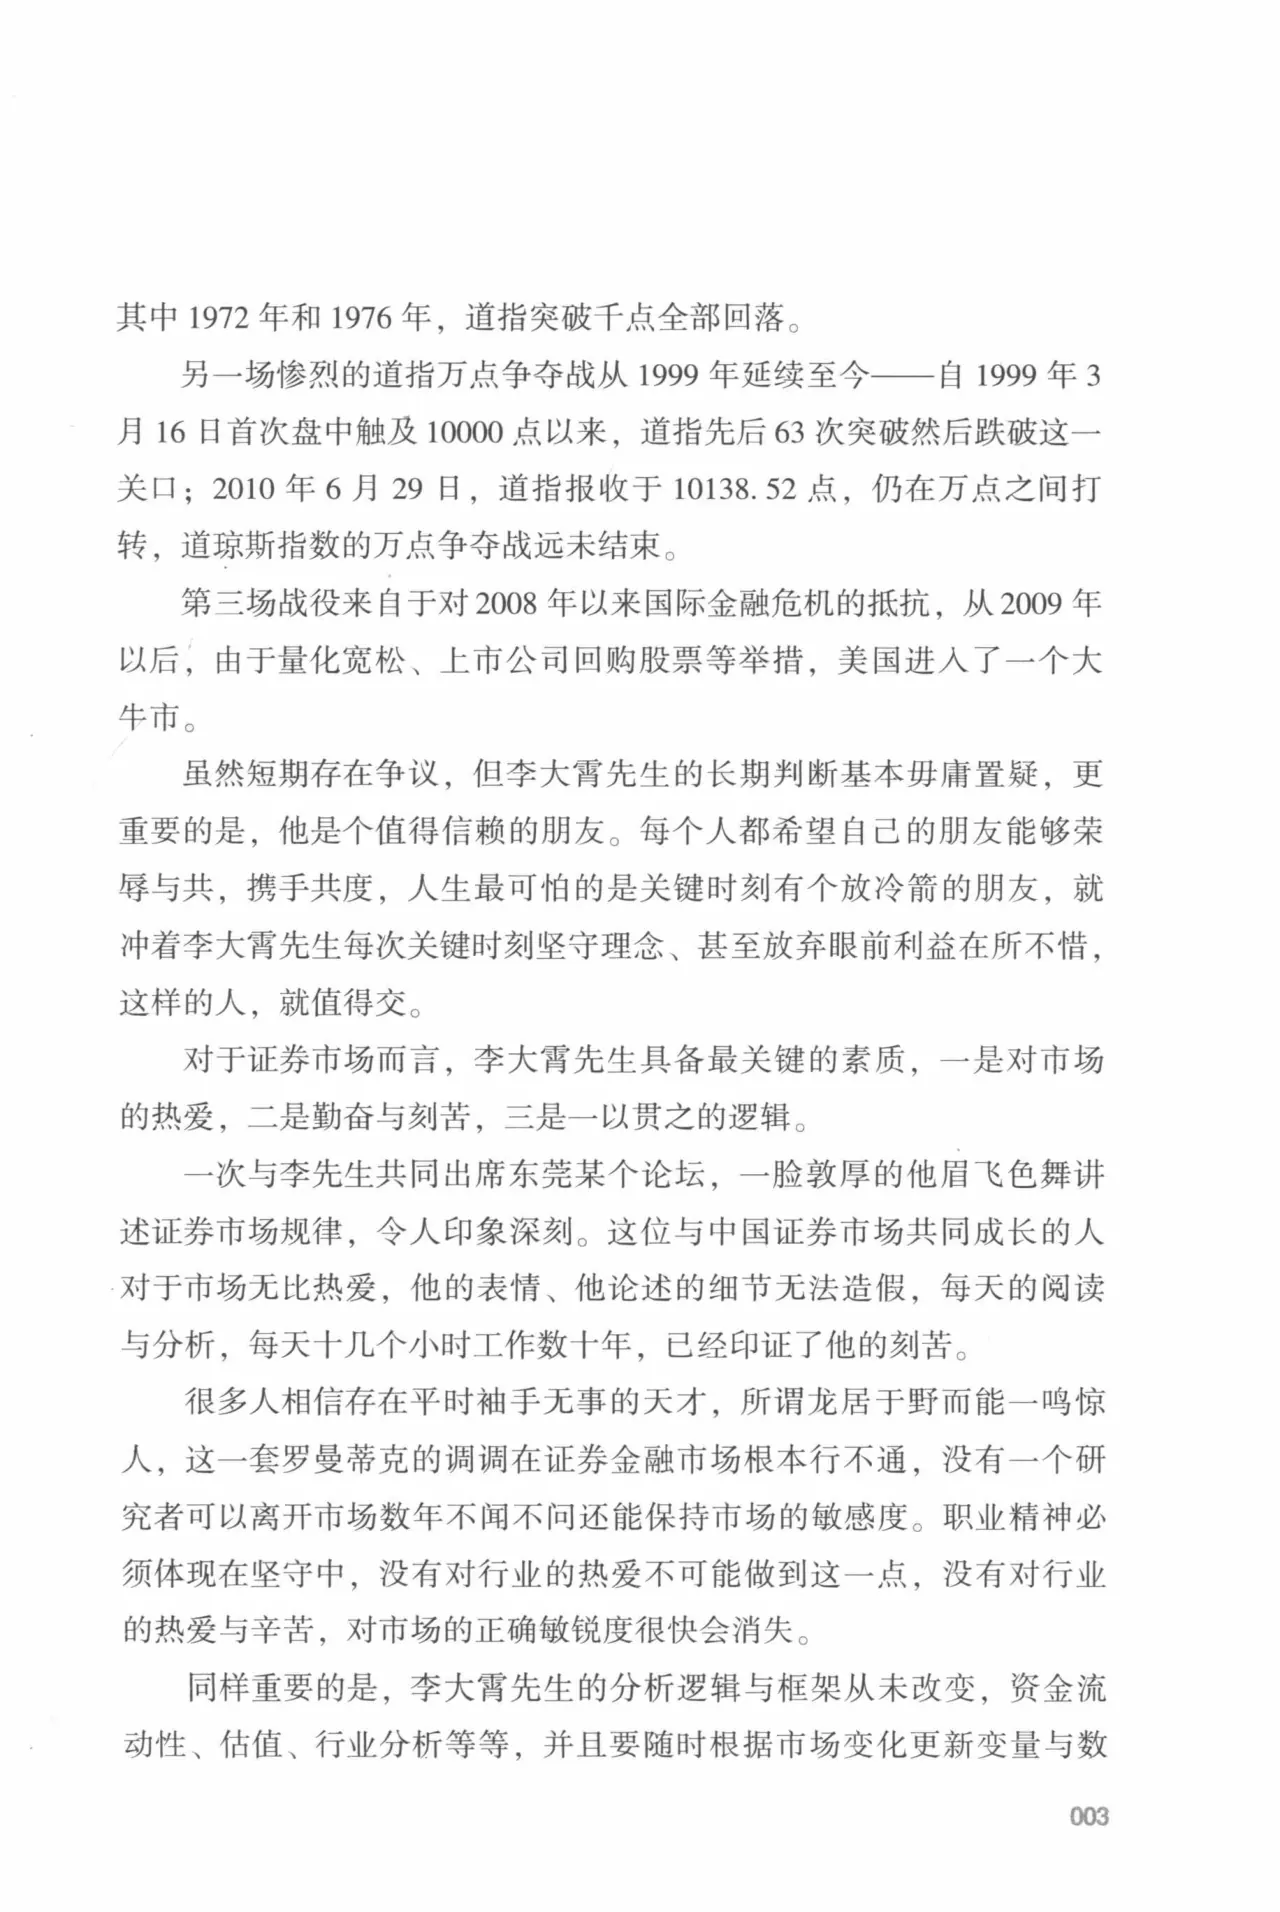 其中 1972 年和 1976 年，道指突破千点全部回落。
另一场惨烈的道指万点争夺战从 1999 年延续至今——自 1999 年 3
月 16 日首次盘中触及 10000 点以来，道指先后 63 次突破然后跌破这一
关口；2010 年 6 月 29 日，道指报收于 10138.52 点，仍在万点之间打
转，道琼斯指数的万点争夺战远未结束。
第三场战役来自于对 2008 年以来国际金融危机的抵抗，从 2009 年
以后，由于量化宽松、上市公司回购股票等举措，美国进入了一个大
牛市。
虽然短期存在争议，但李大霄先生的长期判断基本毋庸置疑，更
重要的是，他是个值得信赖的朋友。每个人都希望自己的朋友能够荣
辱与共，携手共度，人生最可怕的是关键时刻有个放冷箭的朋友，就
冲着李大霄先生每次关键时刻坚守理念、甚至放弃眼前利益在所不惜，
这样的人，就值得交。
对于证券市场而言，李大霄先生具备最关键的素质，一是对市场
的热爱，二是勤奋与刻苦，三是一以贯之的逻辑。
一次与李先生共同出席东莞某个论坛，一脸敦厚的他眉飞色舞讲
述证券市场规律，令人印象深刻。这位与中国证券市场共同成长的人
对于市场无比热爱，他的表情、他论述的细节无法造假，每天的阅读
与分析，每天十几个小时工作数十年，已经印证了他的刻苦。
很多人相信存在平时袖手无事的天才，所谓龙居于野而能一鸣惊
人，这一套罗曼蒂克的调调在证券金融市场根本行不通，没有一个研
究者可以离开市场数年不闻不问还能保持市场的敏感度。职业精神必
须体现在坚守中，没有对行业的热爱不可能做到这一点，没有对行业
的热爱与辛苦，对市场的正确敏锐度很快会消失。
同样重要的是，李大霄先生的分析逻辑与框架从未改变，资金流
动性、估值、行业分析等等，并且要随时根据市场变化更新变量与数
003